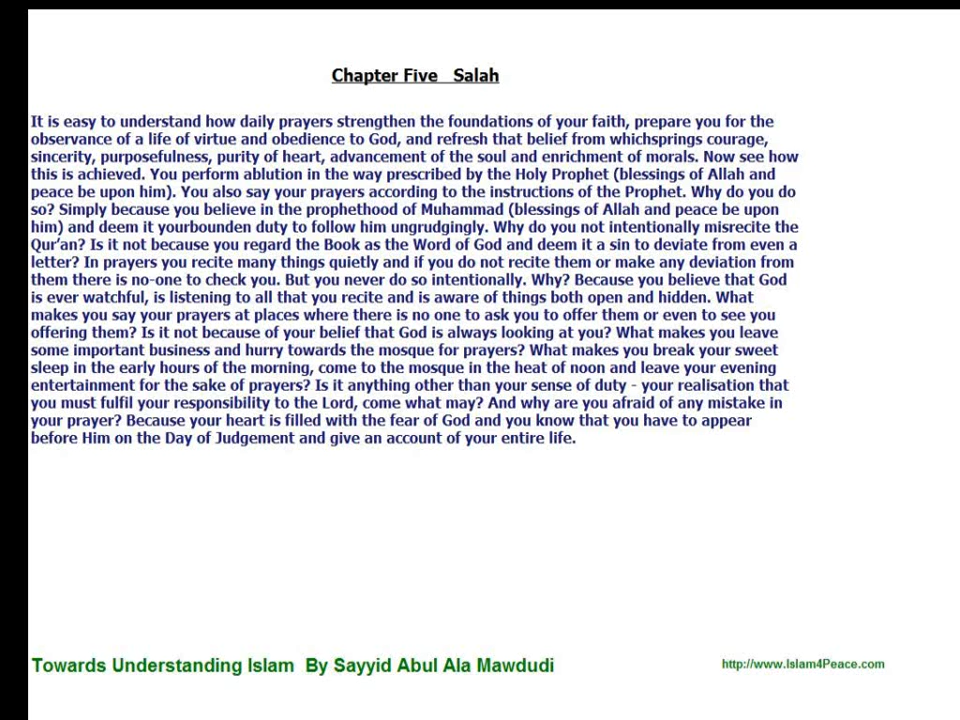 Chapter Five   Salah
It is easy to understand how daily prayers strengthen the foundations of your faith, prepare you for the
observance of a life of virtue and obedience to God, and refresh that belief from whichsprings courage,
sincerity, purposefulness, purity of heart, advancement of the soul and enrichment of morals. Now see how
this is achieved. You perform ablution in the way prescribed by the Holy Prophet (blessings of Allah and
peace be upon him). You also say your prayers according to the instructions of the Prophet. Why do you do
so? Simply because you believe in the prophethood of Muhammad (blessings of Allah and peace be upon
him) and deem it yourbounden duty to follow him ungrudgingly. Why do you not intentionally misrecite the
Qur’an? Is it not because you regard the Book as the Word of God and deem it a sin to deviate from even a
letter? In prayers you recite many things quietly and if you do not recite them or make any deviation from
them there is no-one to check you. But you never do so intentionally. Why? Because you believe that God
is ever watchful, is listening to all that you recite and is aware of things both open and hidden. What
makes you say your prayers at places where there is no one to ask you to offer them or even to see you
offering them? Is it not because of your belief that God is always looking at you? What makes you leave
some important business and hurry towards the mosque for prayers? What makes you break your sweet
sleep in the early hours of the morning, come to the mosque in the heat of noon and leave your evening
entertainment for the sake of prayers? Is it anything other than your sense of duty - your realisation that
you must fulfil your responsibility to the Lord, come what may? And why are you afraid of any mistake in
your prayer? Because your heart is filled with the fear of God and you know that you have to appear
before Him on the Day of Judgement and give an account of your entire life.
Towards Understanding Islam  By Sayyid Abul Ala Mawdudi
http://www.Islam4Peace.com